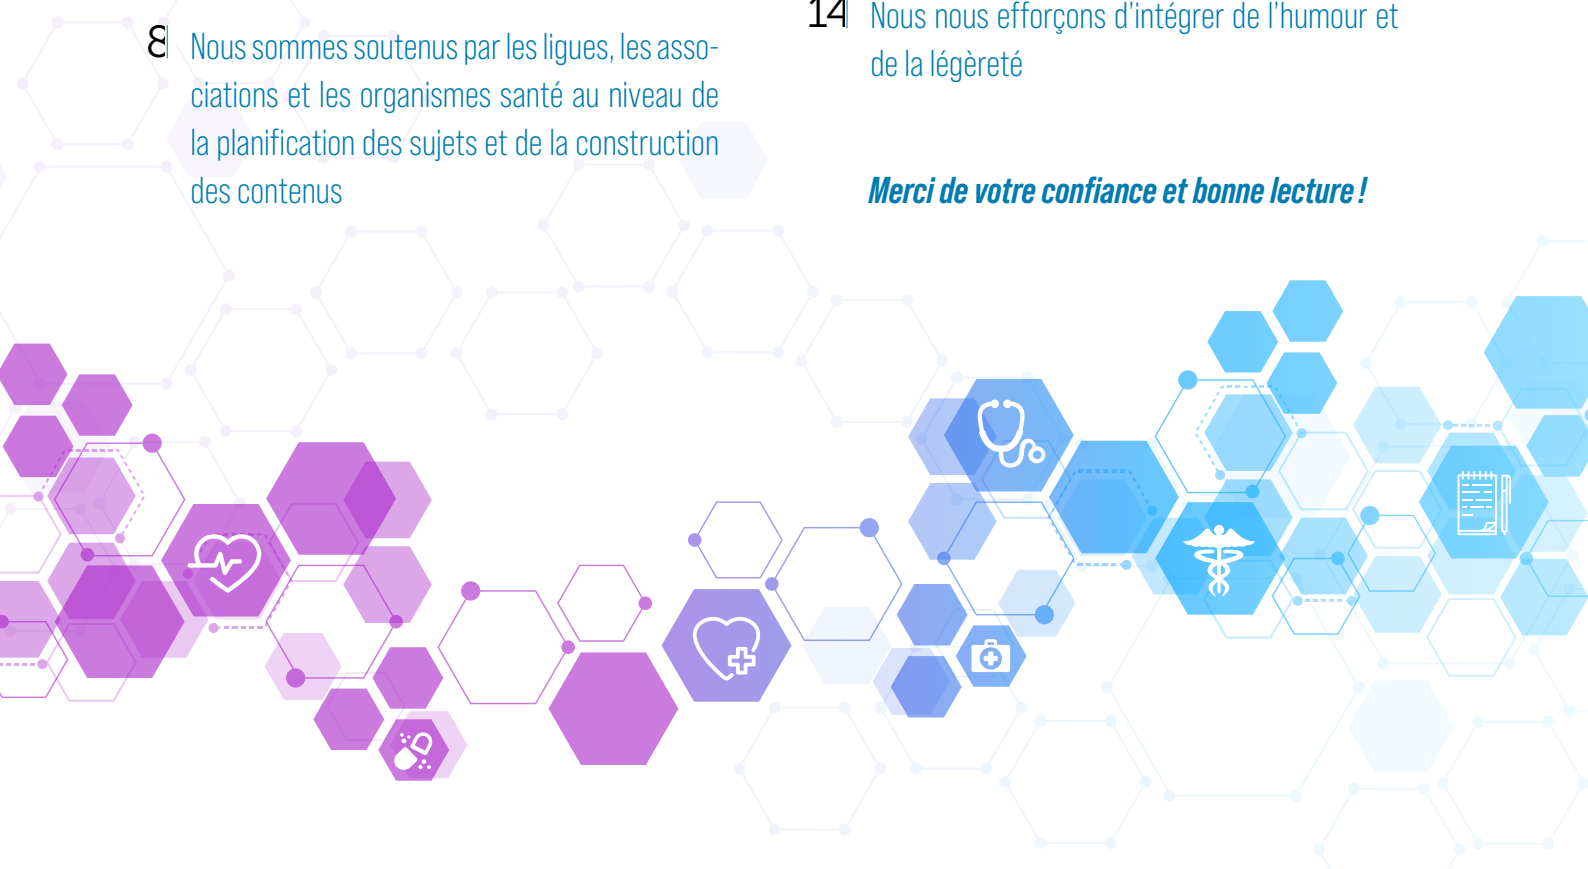 8 Nous sommes soutenus par les ligues, les asso-
ciations et les organismes santé au niveau de
la planification des sujets et de la construction
des contenus
14 Nous nous efforçons d’intégrer de l’humour et
de la légèreté
Merci de votre confiance et bonne lecture !